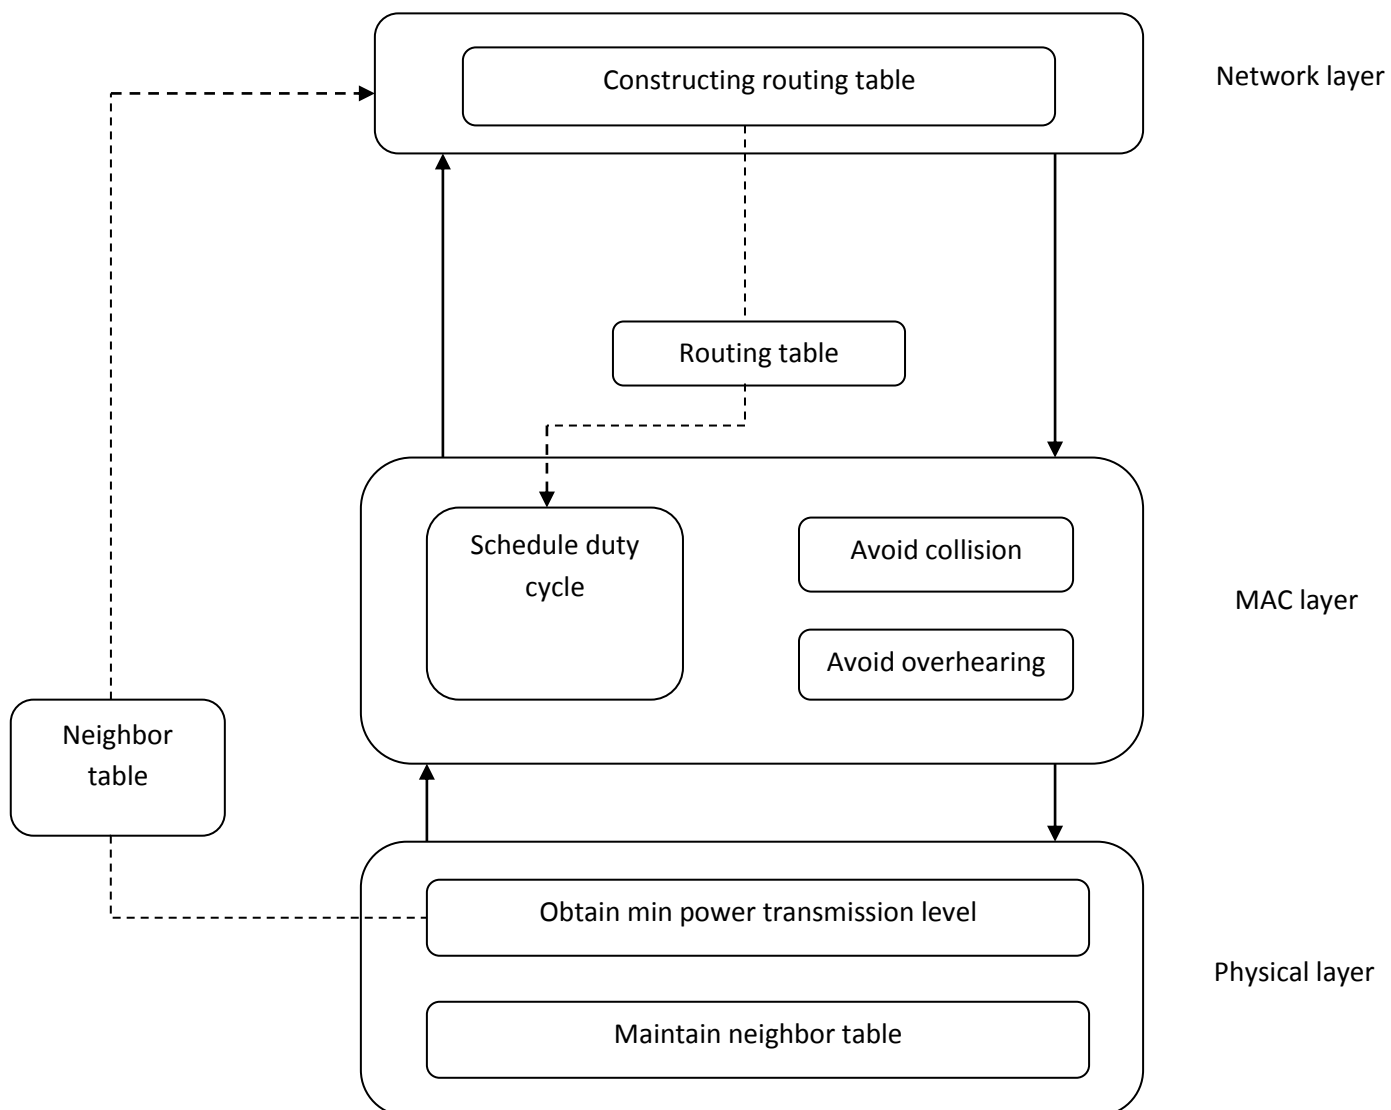 Constructing routing table
Network layer
Routing table
Schedule duty
cycle
Avoid collision
MAC layer
Avoid overhearing
Neighbor
table
Obtain min power transmission level
Physical layer
Maintain neighbor table